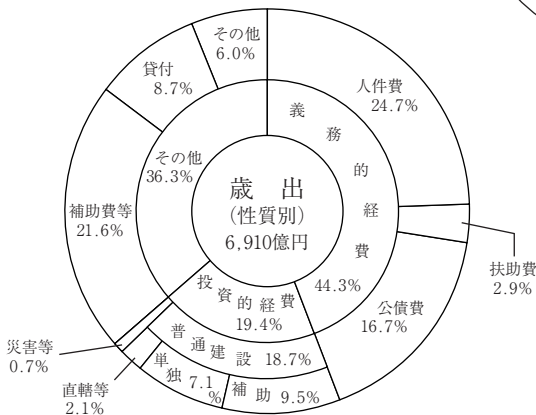 歳出
(性質別)
6,910億円
義務的経費
44.3%
人件費
24.7%
扶助費
2.9%
公債費
16.7%
投資的経費
19.4%
普通建設 18.7%
補助 9.5%
単独 7.1
%
直轄等
2.1%
災害等
0.7%
その他
36.3%
補助費等
21.6%
貸付
8.7%
その他
6.0%